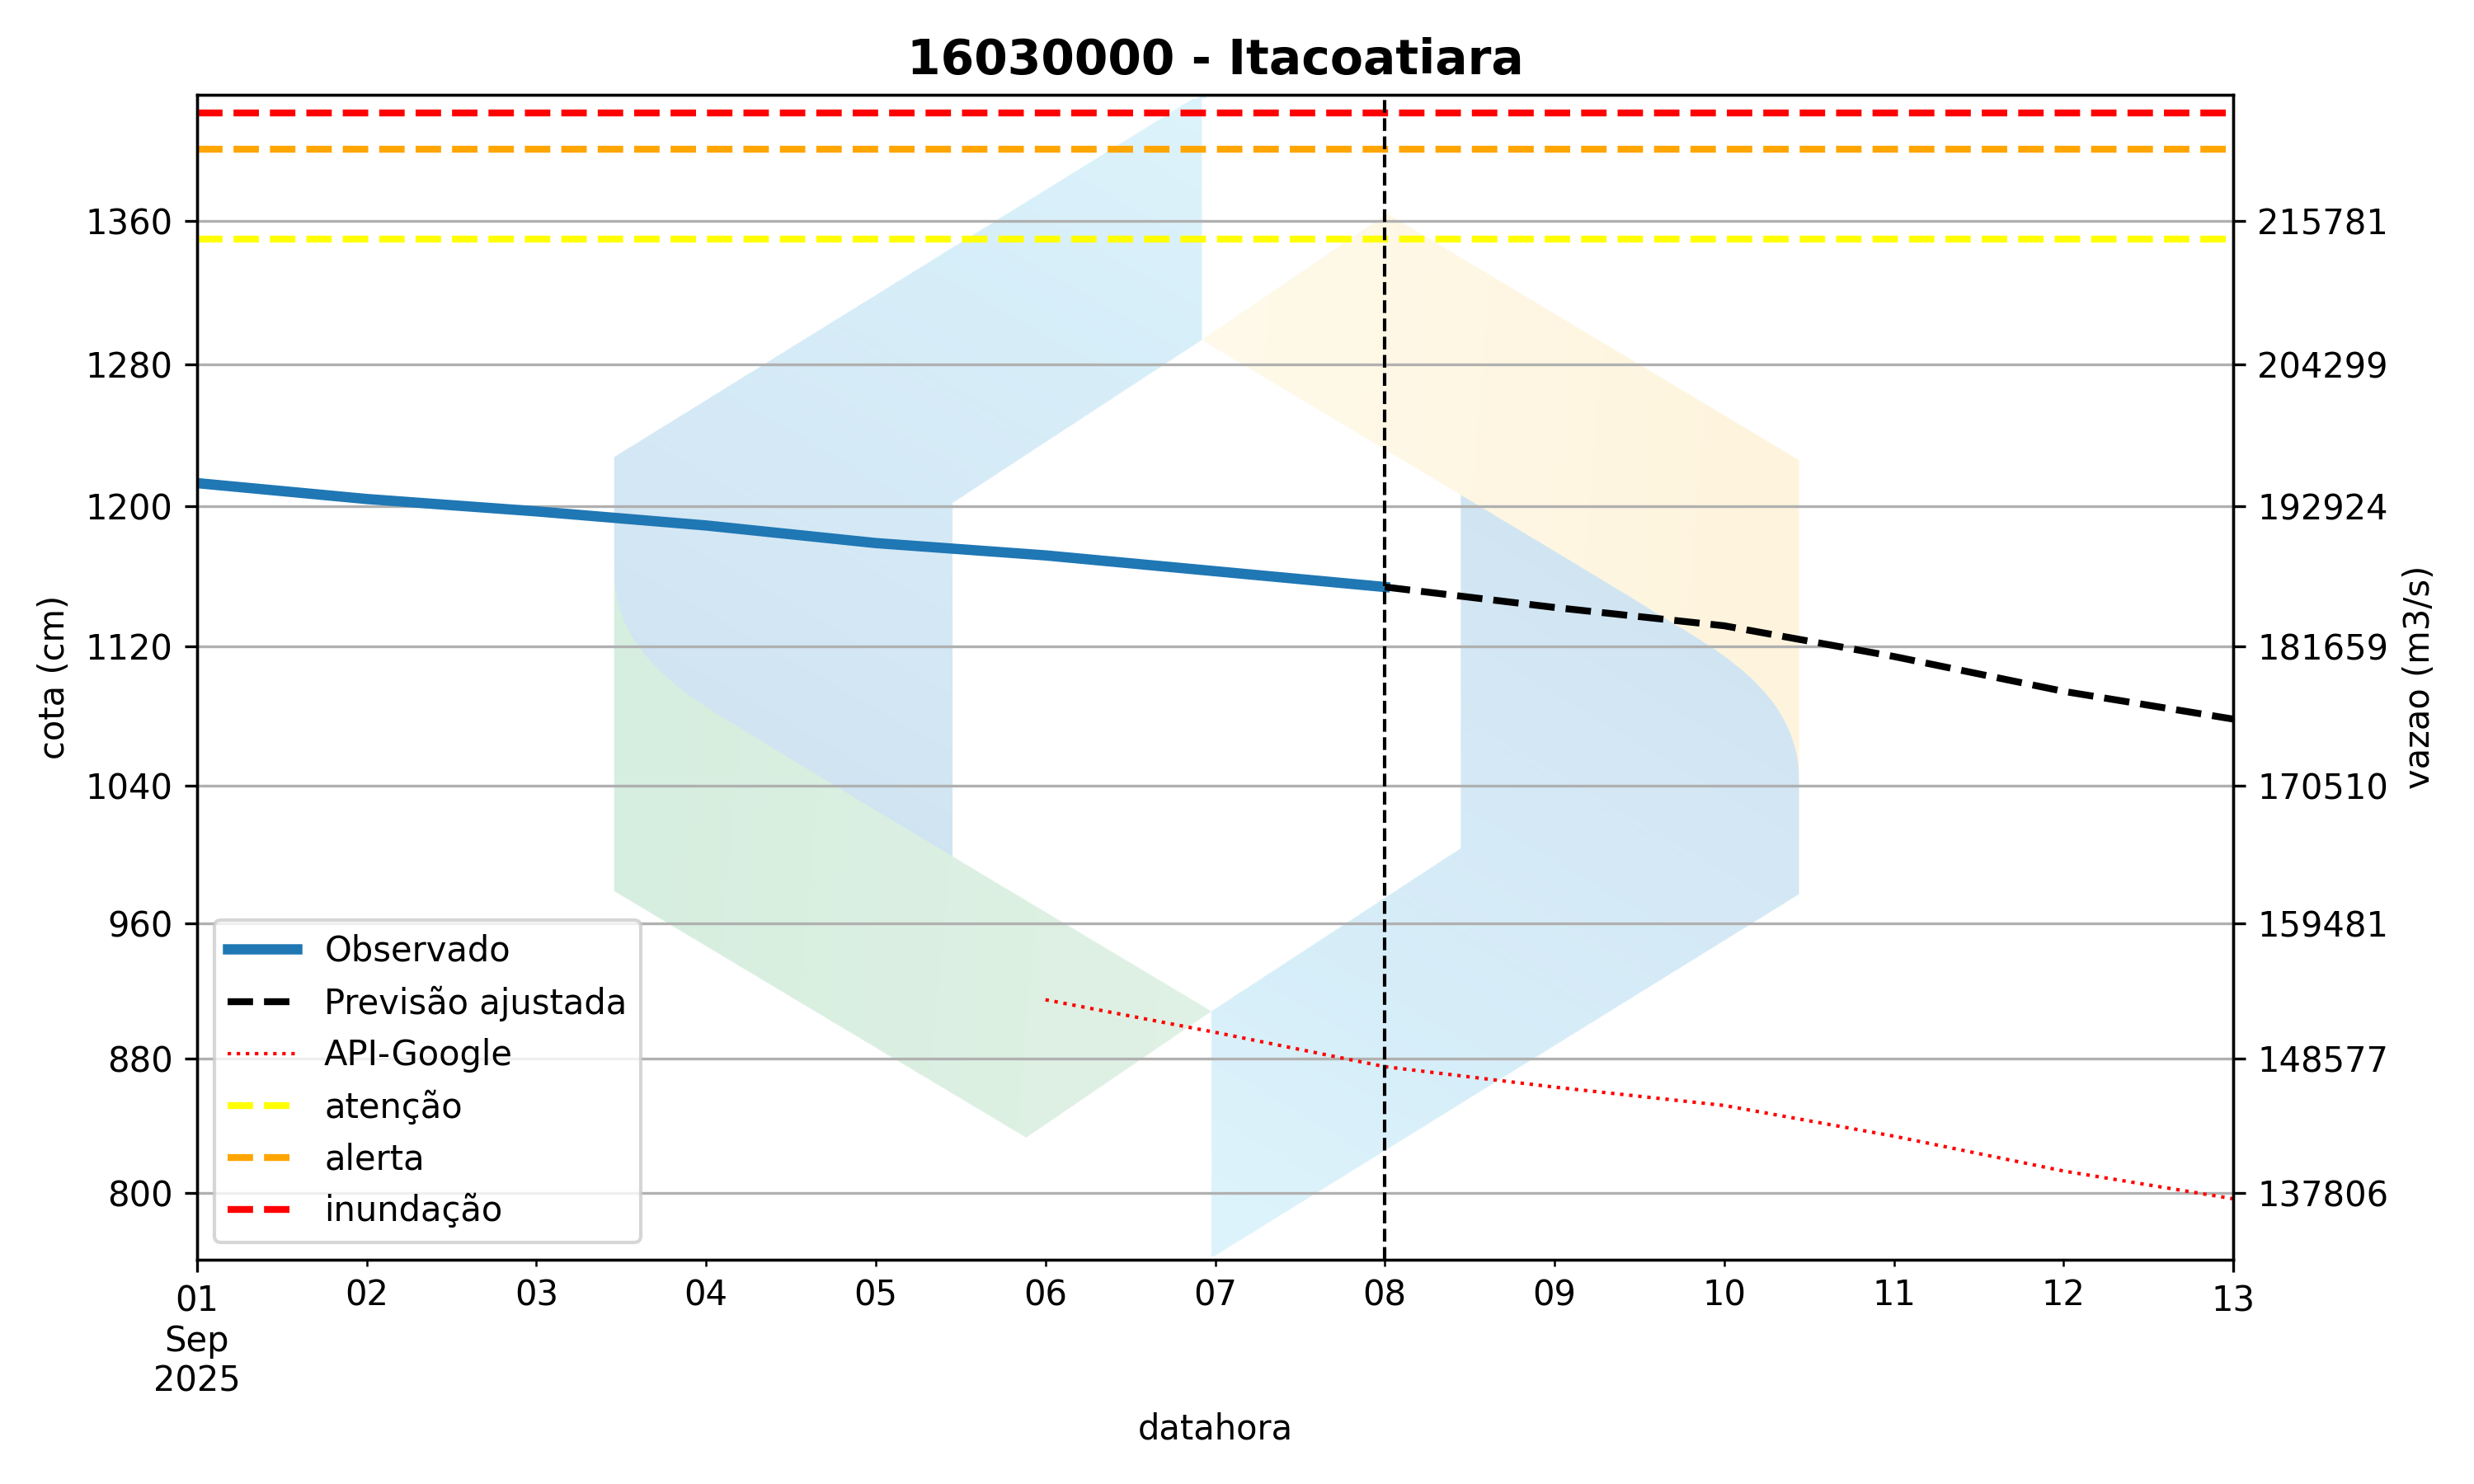 16030000 - Itacoatiara
1360
1280
1200
1120
1040
960
880
800
cota (cm)
215781
204299
192924
181659
170510
159481
148577
137806
vazao (m3/s)
Observado
Previsão ajustada
API-Google
atenção
alerta
inundação
01 02 03 04 05 06 07 08 09 10 11 12 13
Sep
2025
datahora